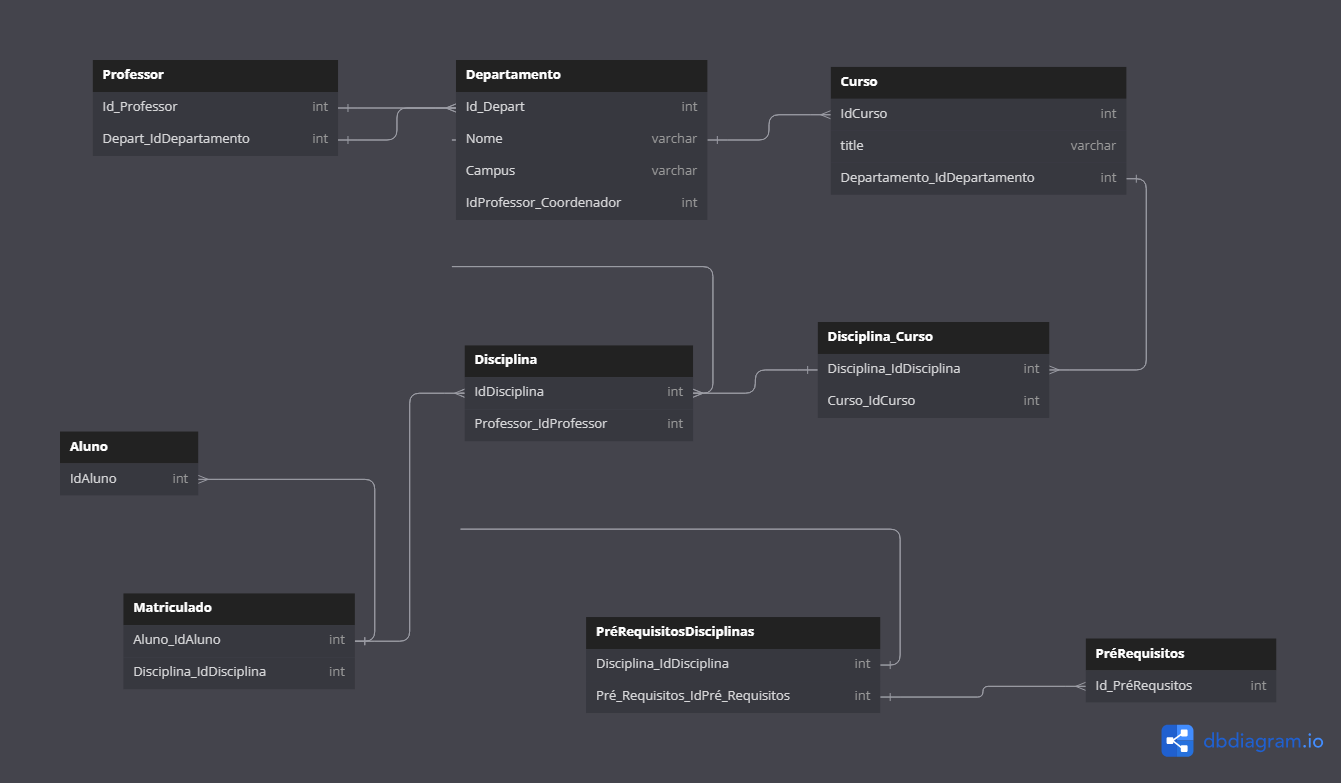 Professor
Id_Professor int
Depart_IdDepartamento int
Departamento
Id_Depart int
Nome varchar
Campus varchar
IdProfessor_Coordenador int
Curso
IdCurso int
title varchar
Departamento_IdDepartamento int
Disciplina
IdDisciplina int
Professor_IdProfessor int
Disciplina_Curso
Disciplina_IdDisciplina int
Curso_IdCurso int
Aluno
IdAluno int
Matriculado
Aluno_IdAluno int
Disciplina_IdDisciplina int
PréRequisitosDisciplinas
Disciplina_IdDisciplina int
Pré_Requisitos_IdPré_Requisitos int
PréRequisitos
Id_PréRequsitos int
dbdiagram.io